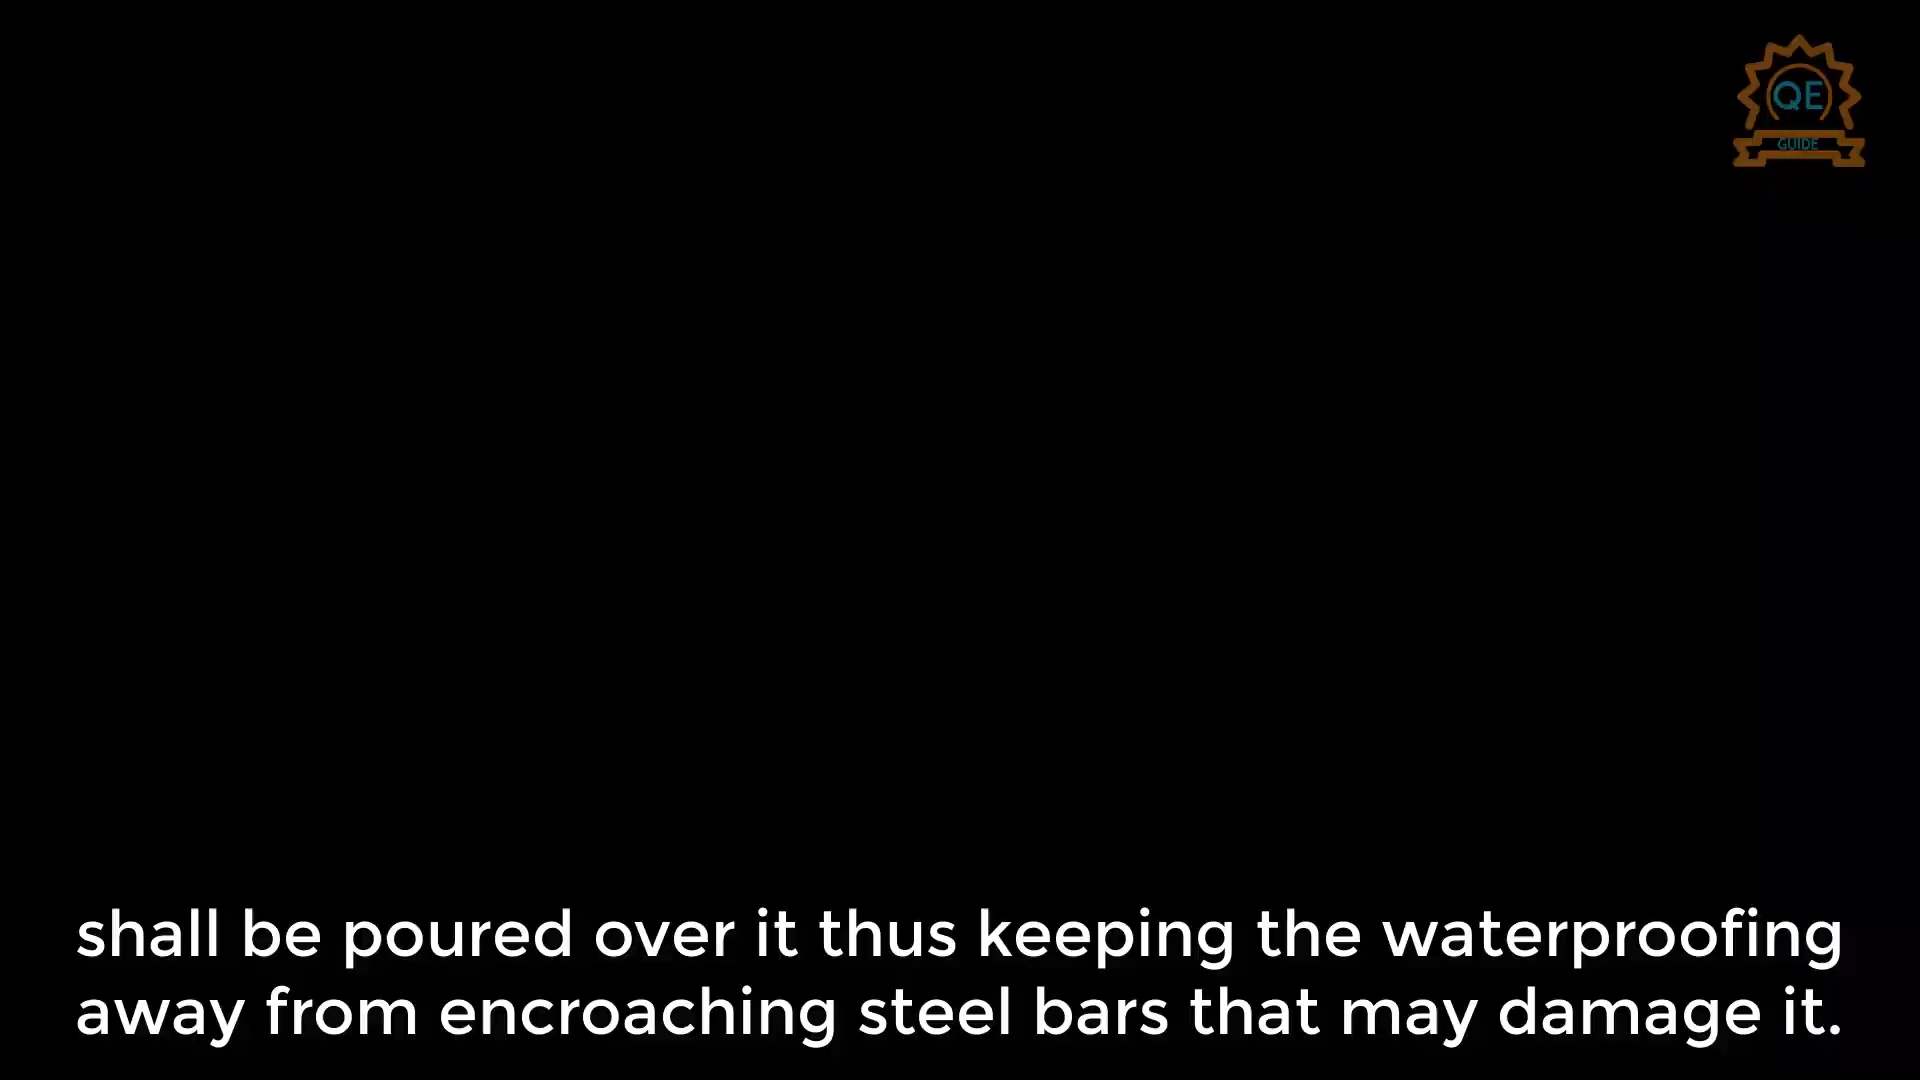 QE
GUIDE
shall be poured over it thus keeping the waterproofing
away from encroaching steel bars that may damage it.